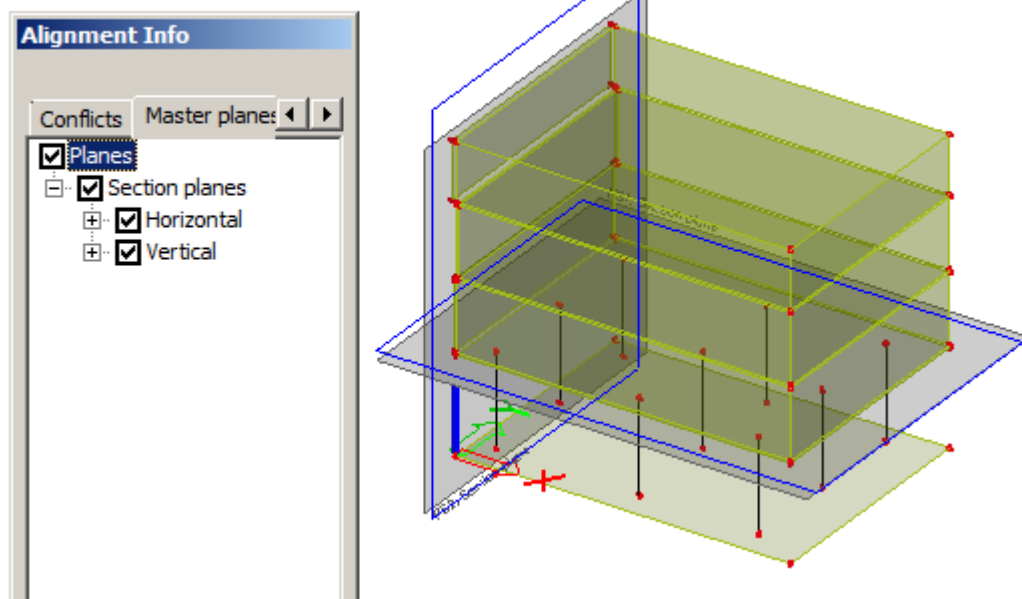 Alignment Info
Conflicts
Master planes
Planes
Section planes
Horizontal
Vertical